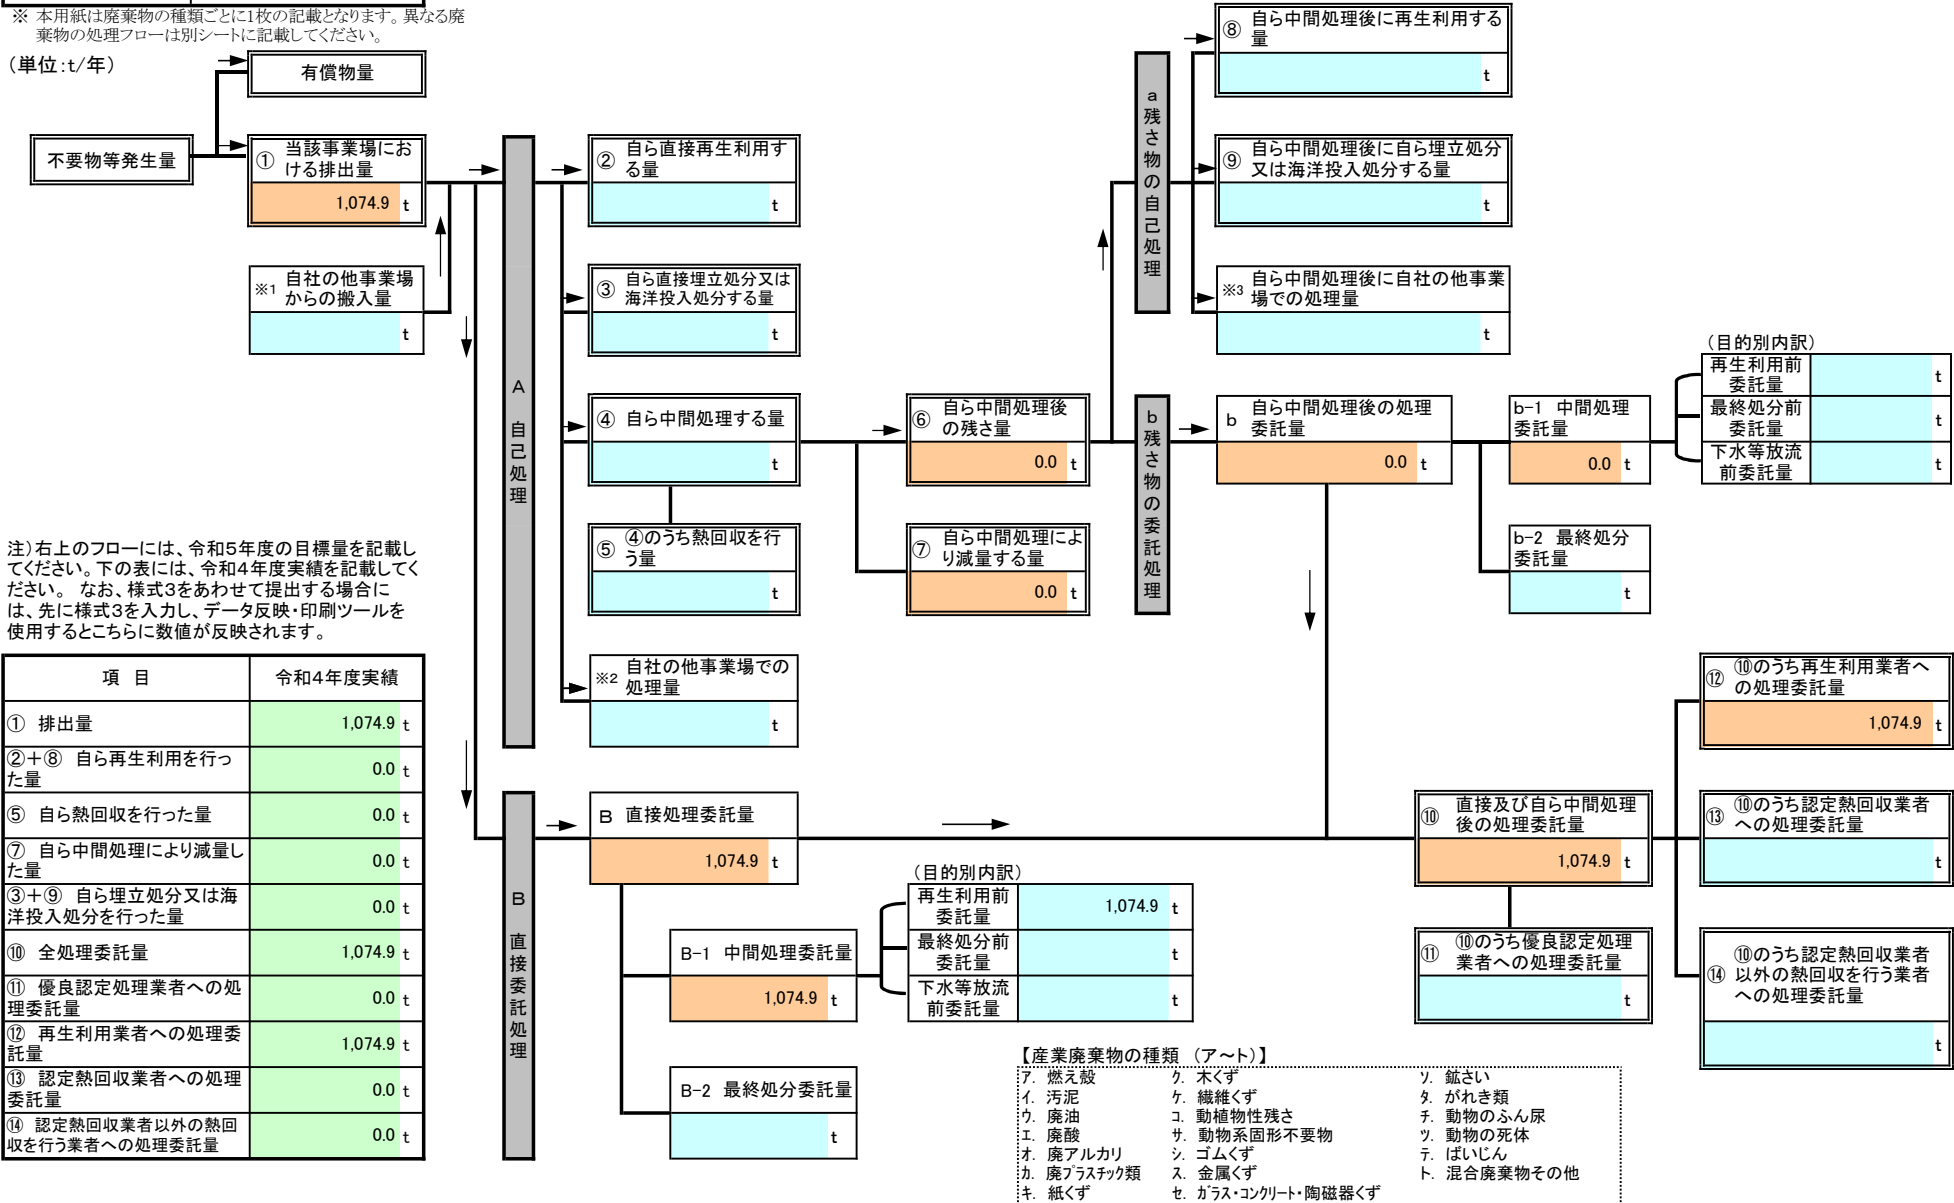 ※ 本用紙は廃棄物の種類ごとに1枚の記載となります。異なる廃
棄物の処理フローは別シートに記載してください。
（単位:t/年）
有償物量
不要物等発生量
① 当該事業場にお
ける排出量
1,074.9 t
※1 自社の他事業場
からの搬入量
t
A 自己処理
② 自ら直接再生利用す
る量
t
③ 自ら直接埋立処分又は
海洋投入処分する量
t
④ 自ら中間処理する量
t
⑤ ④のうち熱回収を行
う量
t
※2 自社の他事業場での
処理量
t
⑥ 自ら中間処理後
の残さ量
0.0 t
⑦ 自ら中間処理によ
り減量する量
0.0 t
a 残さ物の自己処理
⑧ 自ら中間処理後に再生利用する
量
t
⑨ 自ら中間処理後に自ら埋立処分
又は海洋投入処分する量
t
※3 自ら中間処理後に自社の他事業
場での処理量
t
b 残さ物の委託処理
b 自ら中間処理後の処理
委託量
0.0 t
b-1 中間処理
委託量
0.0 t
（目的別内訳）
再生利用前
委託量
t
最終処分前
委託量
t
下水等放流
前委託量
t
b-2 最終処分
委託量
t
注）右上のフローには、令和5年度の目標量を記載し
てください。下の表には、令和4年度実績を記載してく
ださい。 なお、様式3をあわせて提出する場合に
は、先に様式3を入力し、データ反映・印刷ツールを
使用するとこちらに数値が反映されます。
項 目 令和4年度実績
① 排出量 1,074.9 t
②＋⑧ 自ら再生利用を行っ
た量 0.0 t
⑤ 自ら熱回収を行った量 0.0 t
⑦ 自ら中間処理により減量し
た量 0.0 t
③＋⑨ 自ら埋立処分又は海
洋投入処分を行った量 0.0 t
⑩ 全処理委託量 1,074.9 t
⑪ 優良認定処理業者への処
理委託量 0.0 t
⑫ 再生利用業者への処理委
託量 1,074.9 t
⑬ 認定熱回収業者への処理
委託量 0.0 t
⑭ 認定熱回収業者以外の熱回
収を行う業者への処理委託量 0.0 t
B 直接委託処理
B 直接処理委託量
1,074.9 t
B-1 中間処理委託量
1,074.9 t
（目的別内訳）
再生利用前
委託量
1,074.9 t
最終処分前
委託量
t
下水等放流
前委託量
t
B-2 最終処分委託量
t
⑩ 直接及び自ら中間処理
後の処理委託量
1,074.9 t
⑪ ⑩のうち優良認定処理
業者への処理委託量
t
⑫ ⑩のうち再生利用業者へ
の処理委託量
1,074.9 t
⑬ ⑩のうち認定熱回収業者
への処理委託量
t
⑭ ⑩のうち認定熱回収業者
以外の熱回収を行う業者
への処理委託量
t
【産業廃棄物の種類 （ア～ト）】
ア. 燃え殻 ク. 木くず ソ. 鉱さい
イ. 汚泥 ケ. 繊維くず タ. がれき類
ウ. 廃油 コ. 動植物性残さ チ. 動物のふん尿
エ. 廃酸 サ. 動物系固形不要物 ツ. 動物の死体
オ. 廃アルカリ シ. ゴムくず テ. ばいじん
カ. 廃プラスチック類 ス. 金属くず ト. 混合廃棄物その他
キ. 紙くず セ. ガラス・コンクリート・陶磁器くず